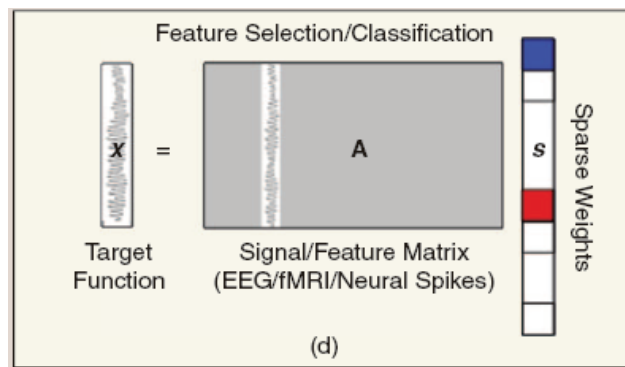 Feature Selection/Classification
x
=
A
s
Sparse Weights
Target
Function
Signal/Feature Matrix
(EEG/fMRI/Neural Spikes)
(d)